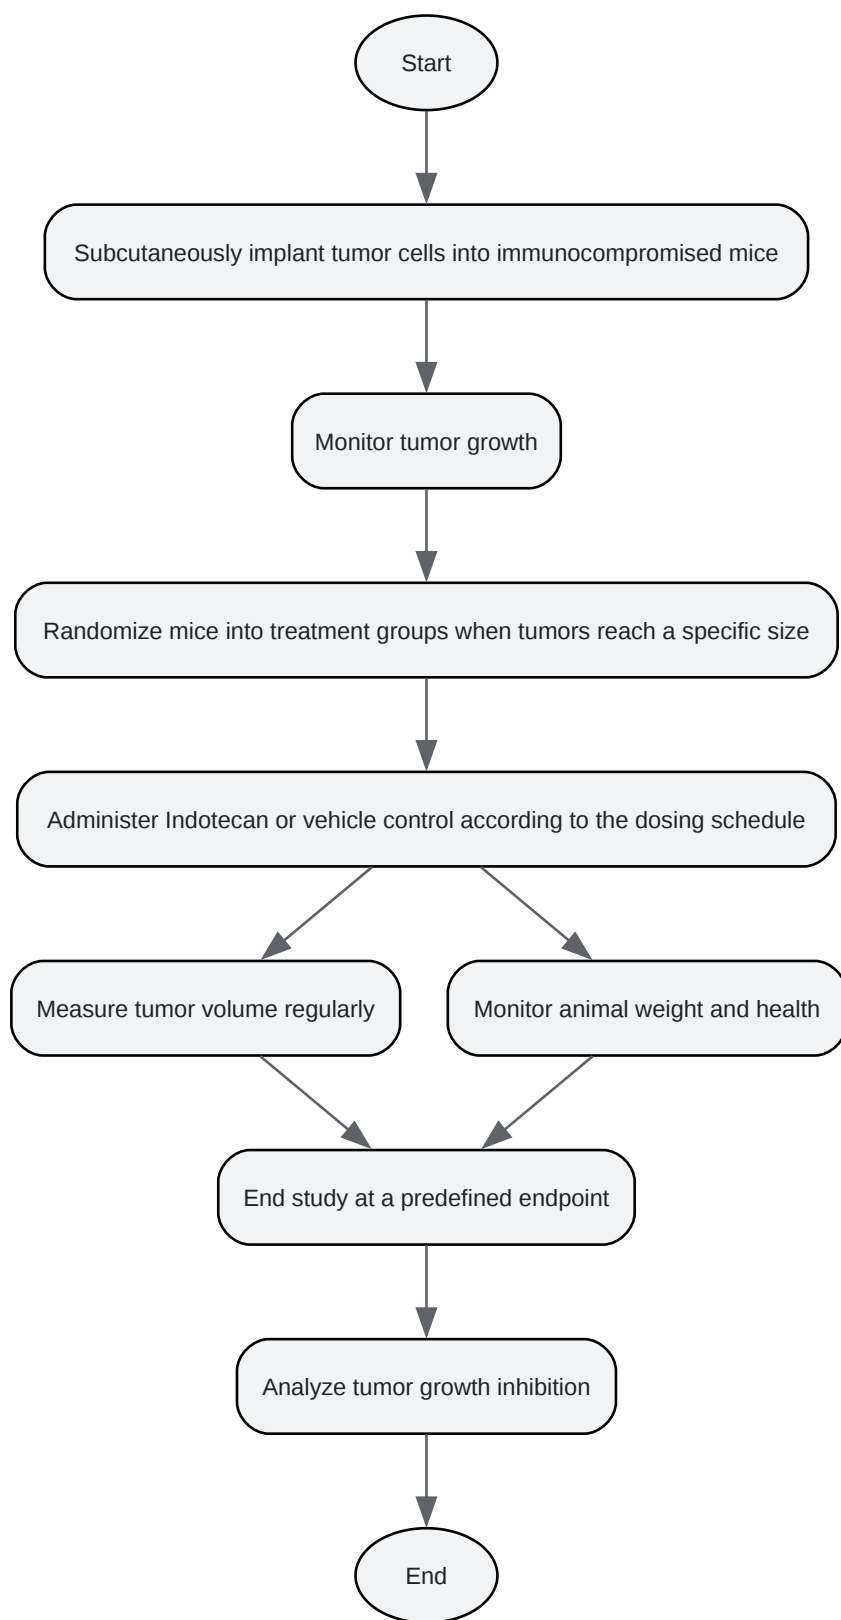 Start
Subcutaneously implant tumor cells into immunocompromised mice
Monitor tumor growth
Randomize mice into treatment groups when tumors reach a specific size
Administer Indotecan or vehicle control according to the dosing schedule
Measure tumor volume regularly
Monitor animal weight and health
End study at a predefined endpoint
Analyze tumor growth inhibition
End